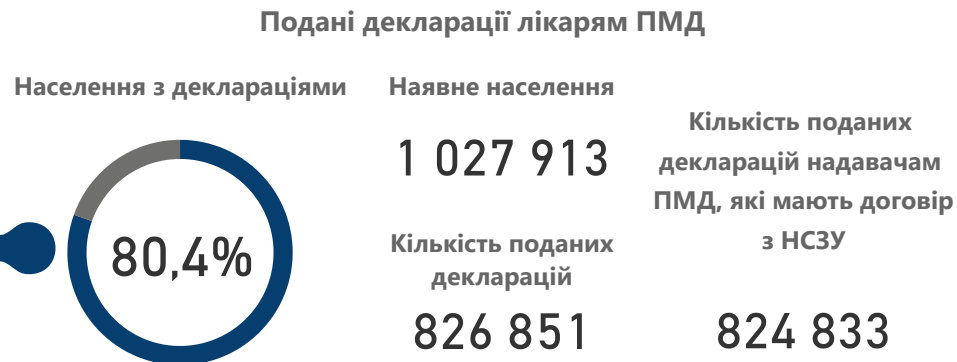 Подані декларації лікарям ПМД
Населення з деклараціями
80,4%
Наявне населення
1 027 913
Кількість поданих
декларацій
826 851
Кількість поданих
декларацій надавачам
ПМД, які мають договір
з НСЗУ
824 833